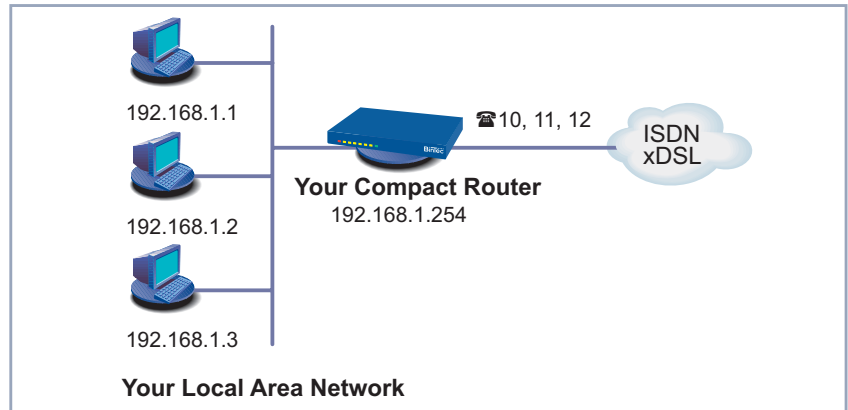 192.168.1.1
192.168.1.2
192.168.1.3
Your Local Area Network
BinTec
Your Compact Router
192.168.1.254
☎10, 11, 12
ISDN
xDSL